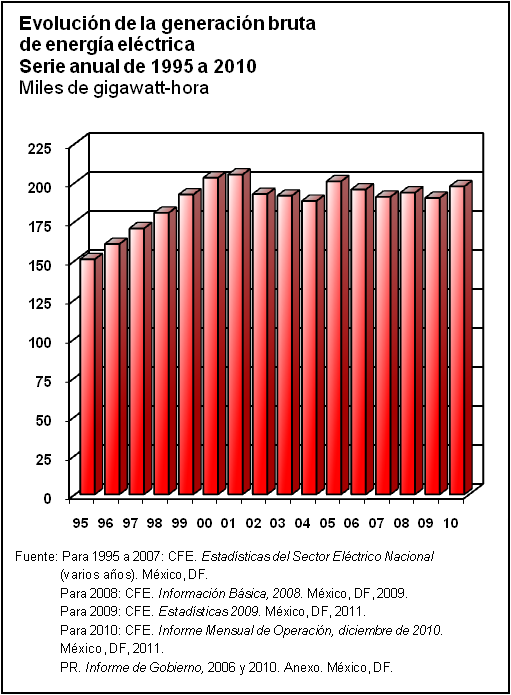 Evolución de la generación bruta
de energía eléctrica
Serie anual de 1995 a 2010
Miles de gigawatt-hora
225
200
175
150
125
100
75
50
25
0
95 96 97 98 99 00 01 02 03 04 05 06 07 08 09 10
Fuente: Para 1995 a 2007: CFE. Estadísticas del Sector Eléctrico Nacional
(varios años). México, DF.
Para 2008: CFE. Información Básica, 2008. México, DF, 2009.
Para 2009: CFE. Estadísticas 2009. México, DF, 2011.
Para 2010: CFE. Informe Mensual de Operación, diciembre de 2010.
México, DF, 2011.
PR. Informe de Gobierno, 2006 y 2010. Anexo. México, DF.